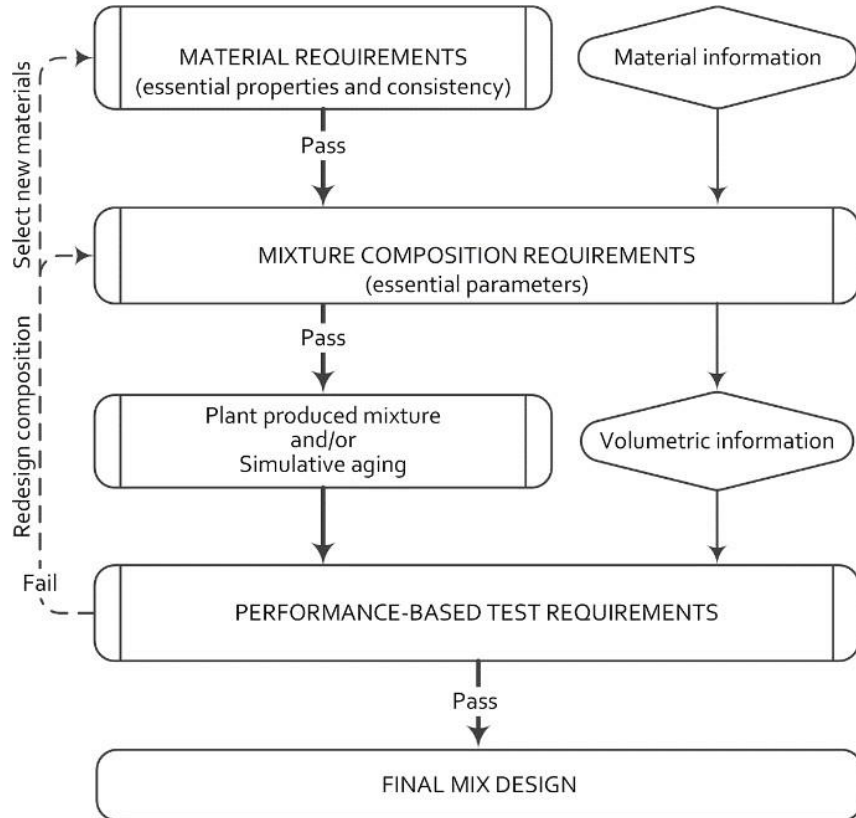 MATERIAL REQUIREMENTS
(essential properties and consistency)
Material information
Pass
Select new materials
MIXTURE COMPOSITION REQUIREMENTS
(essential parameters)
Pass
Redesign composition
Plant produced mixture
and/or
Simulative aging
Volumetric information
Fail
PERFORMANCE-BASED TEST REQUIREMENTS
Pass
FINAL MIX DESIGN